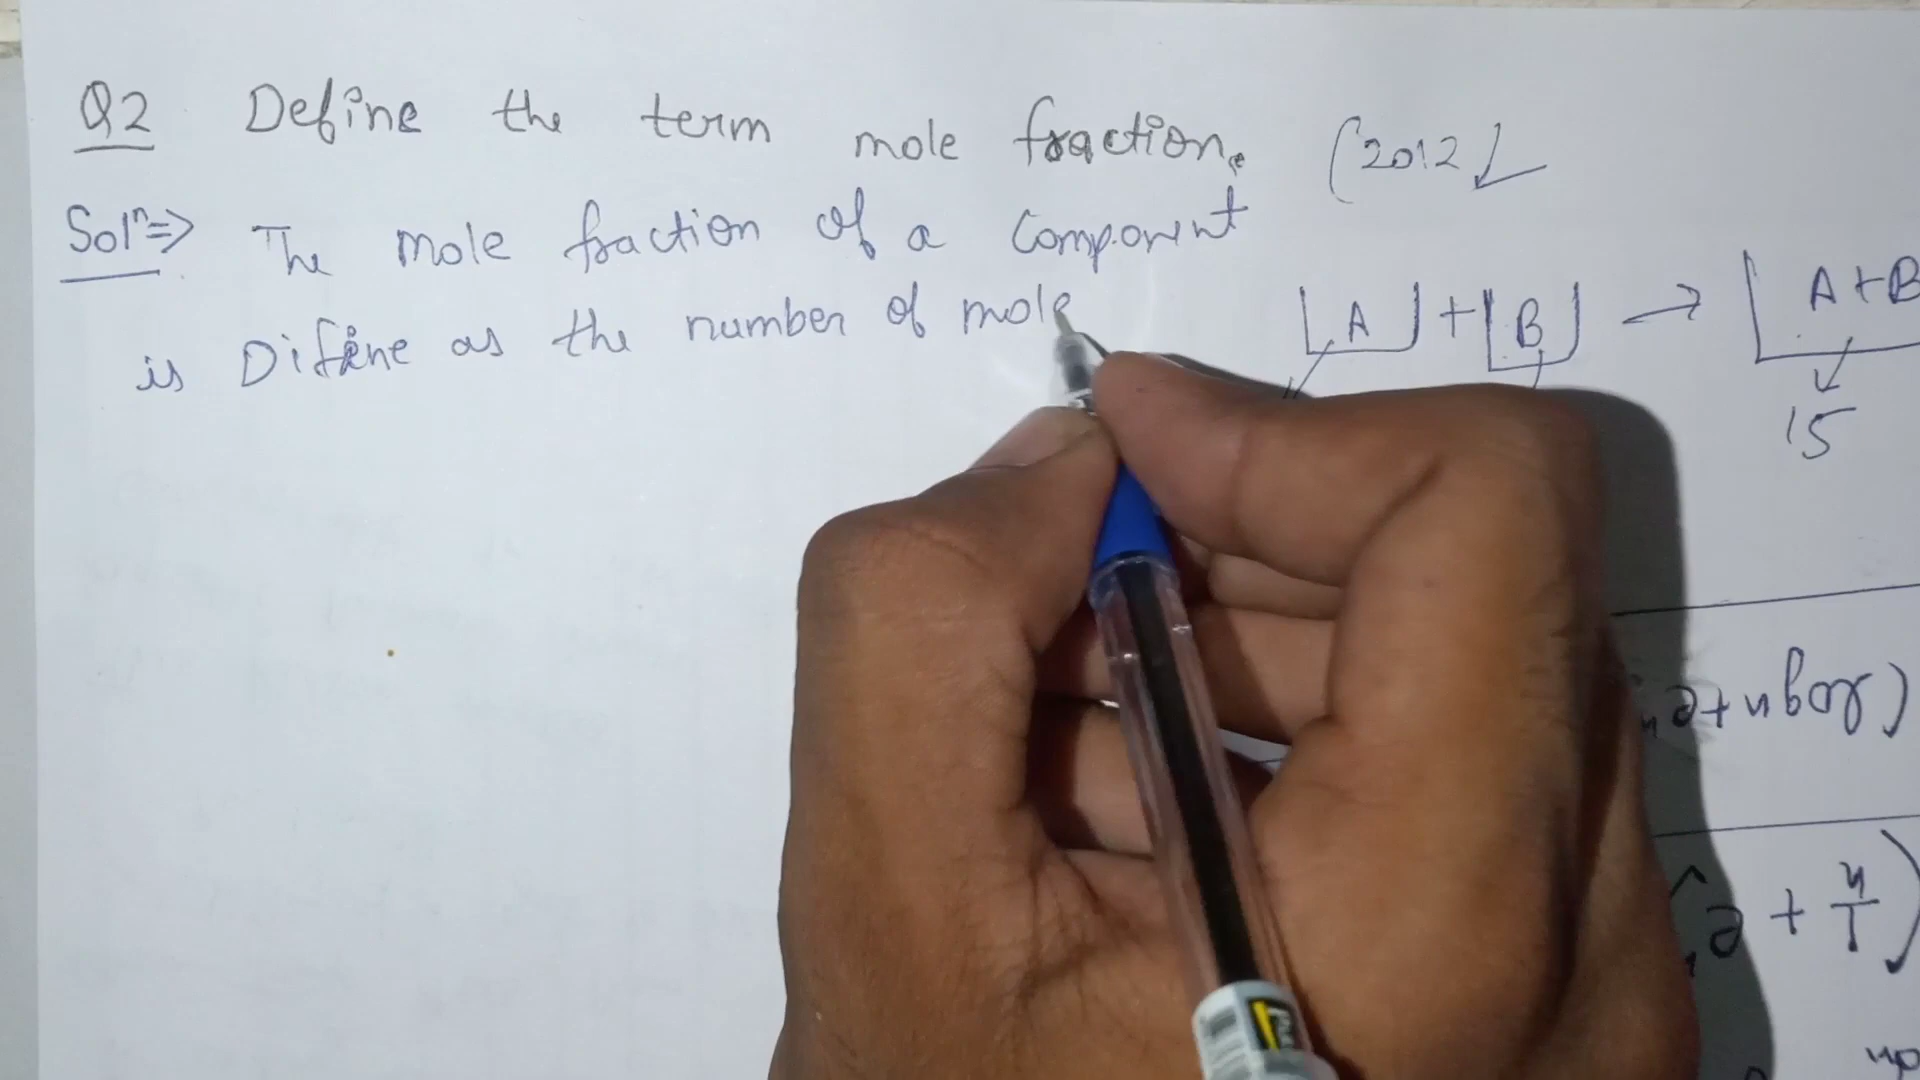 Q2 Define the term mole fraction. (2012)
Solⁿ=> The mole fraction of a component
is Difine as the number of mole
A + B → A+B
15
(logn+e